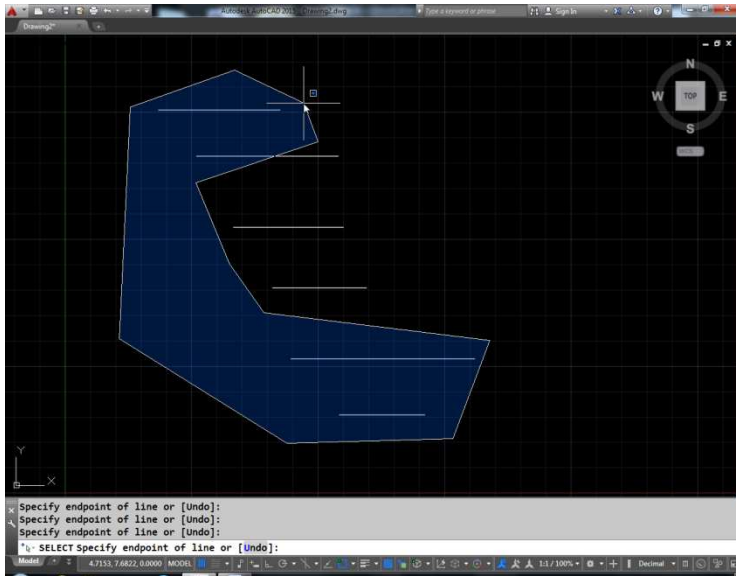 Autodesk AutoCAD 2015 Drawing2.dwg
Type a keyword or phrase
Sign In
Drawing2*
N
W TOP E
S
WCS
Y
X
Specify endpoint of line or [Undo]:
Specify endpoint of line or [Undo]:
Specify endpoint of line or [Undo]:
SELECT Specify endpoint of line or [Undo]:
Model 4.7153, 7.6822, 0.0000 MODEL 1:1 / 100% Decimal